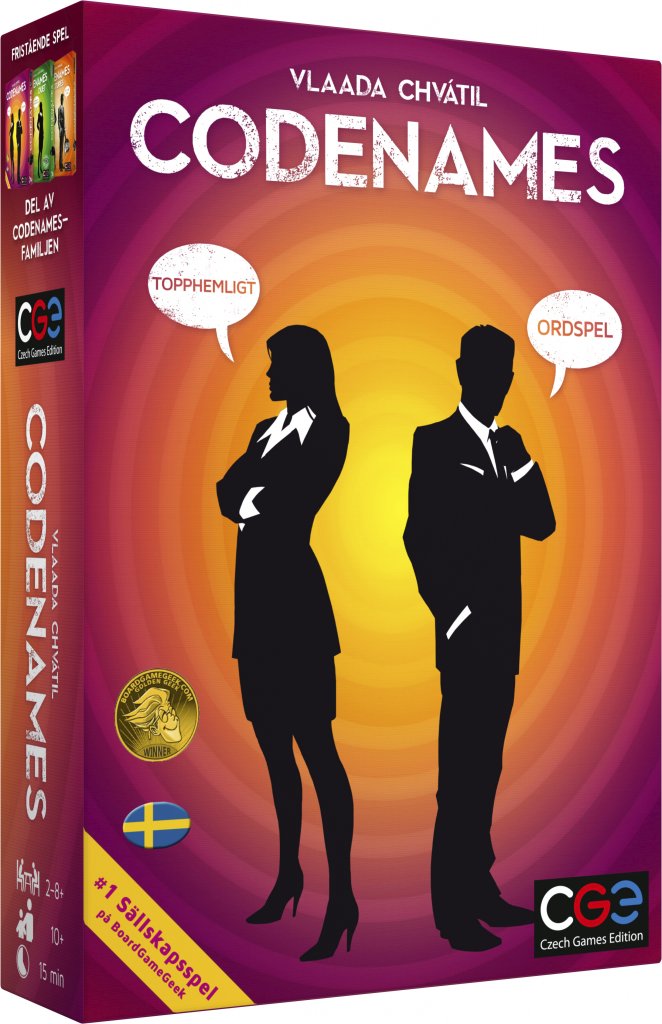 FRISTÅENDE SPEL
CODENAMES
DEL AV
CODENAMES-
FAMILJEN
CGE
Czech Games Edition
VLAADA CHVÁTIL
CODENAMES
2–8+
10+
15 min
VLAADA CHVÁTIL
CODENAMES
TOPPHEMLIGT
ORDSPEL
BOARDGAMEGEEK.COM
GOLDEN GEEK
WINNER
#1 Sällskapsspel
på BoardGameGeek
CGE
Czech Games Edition